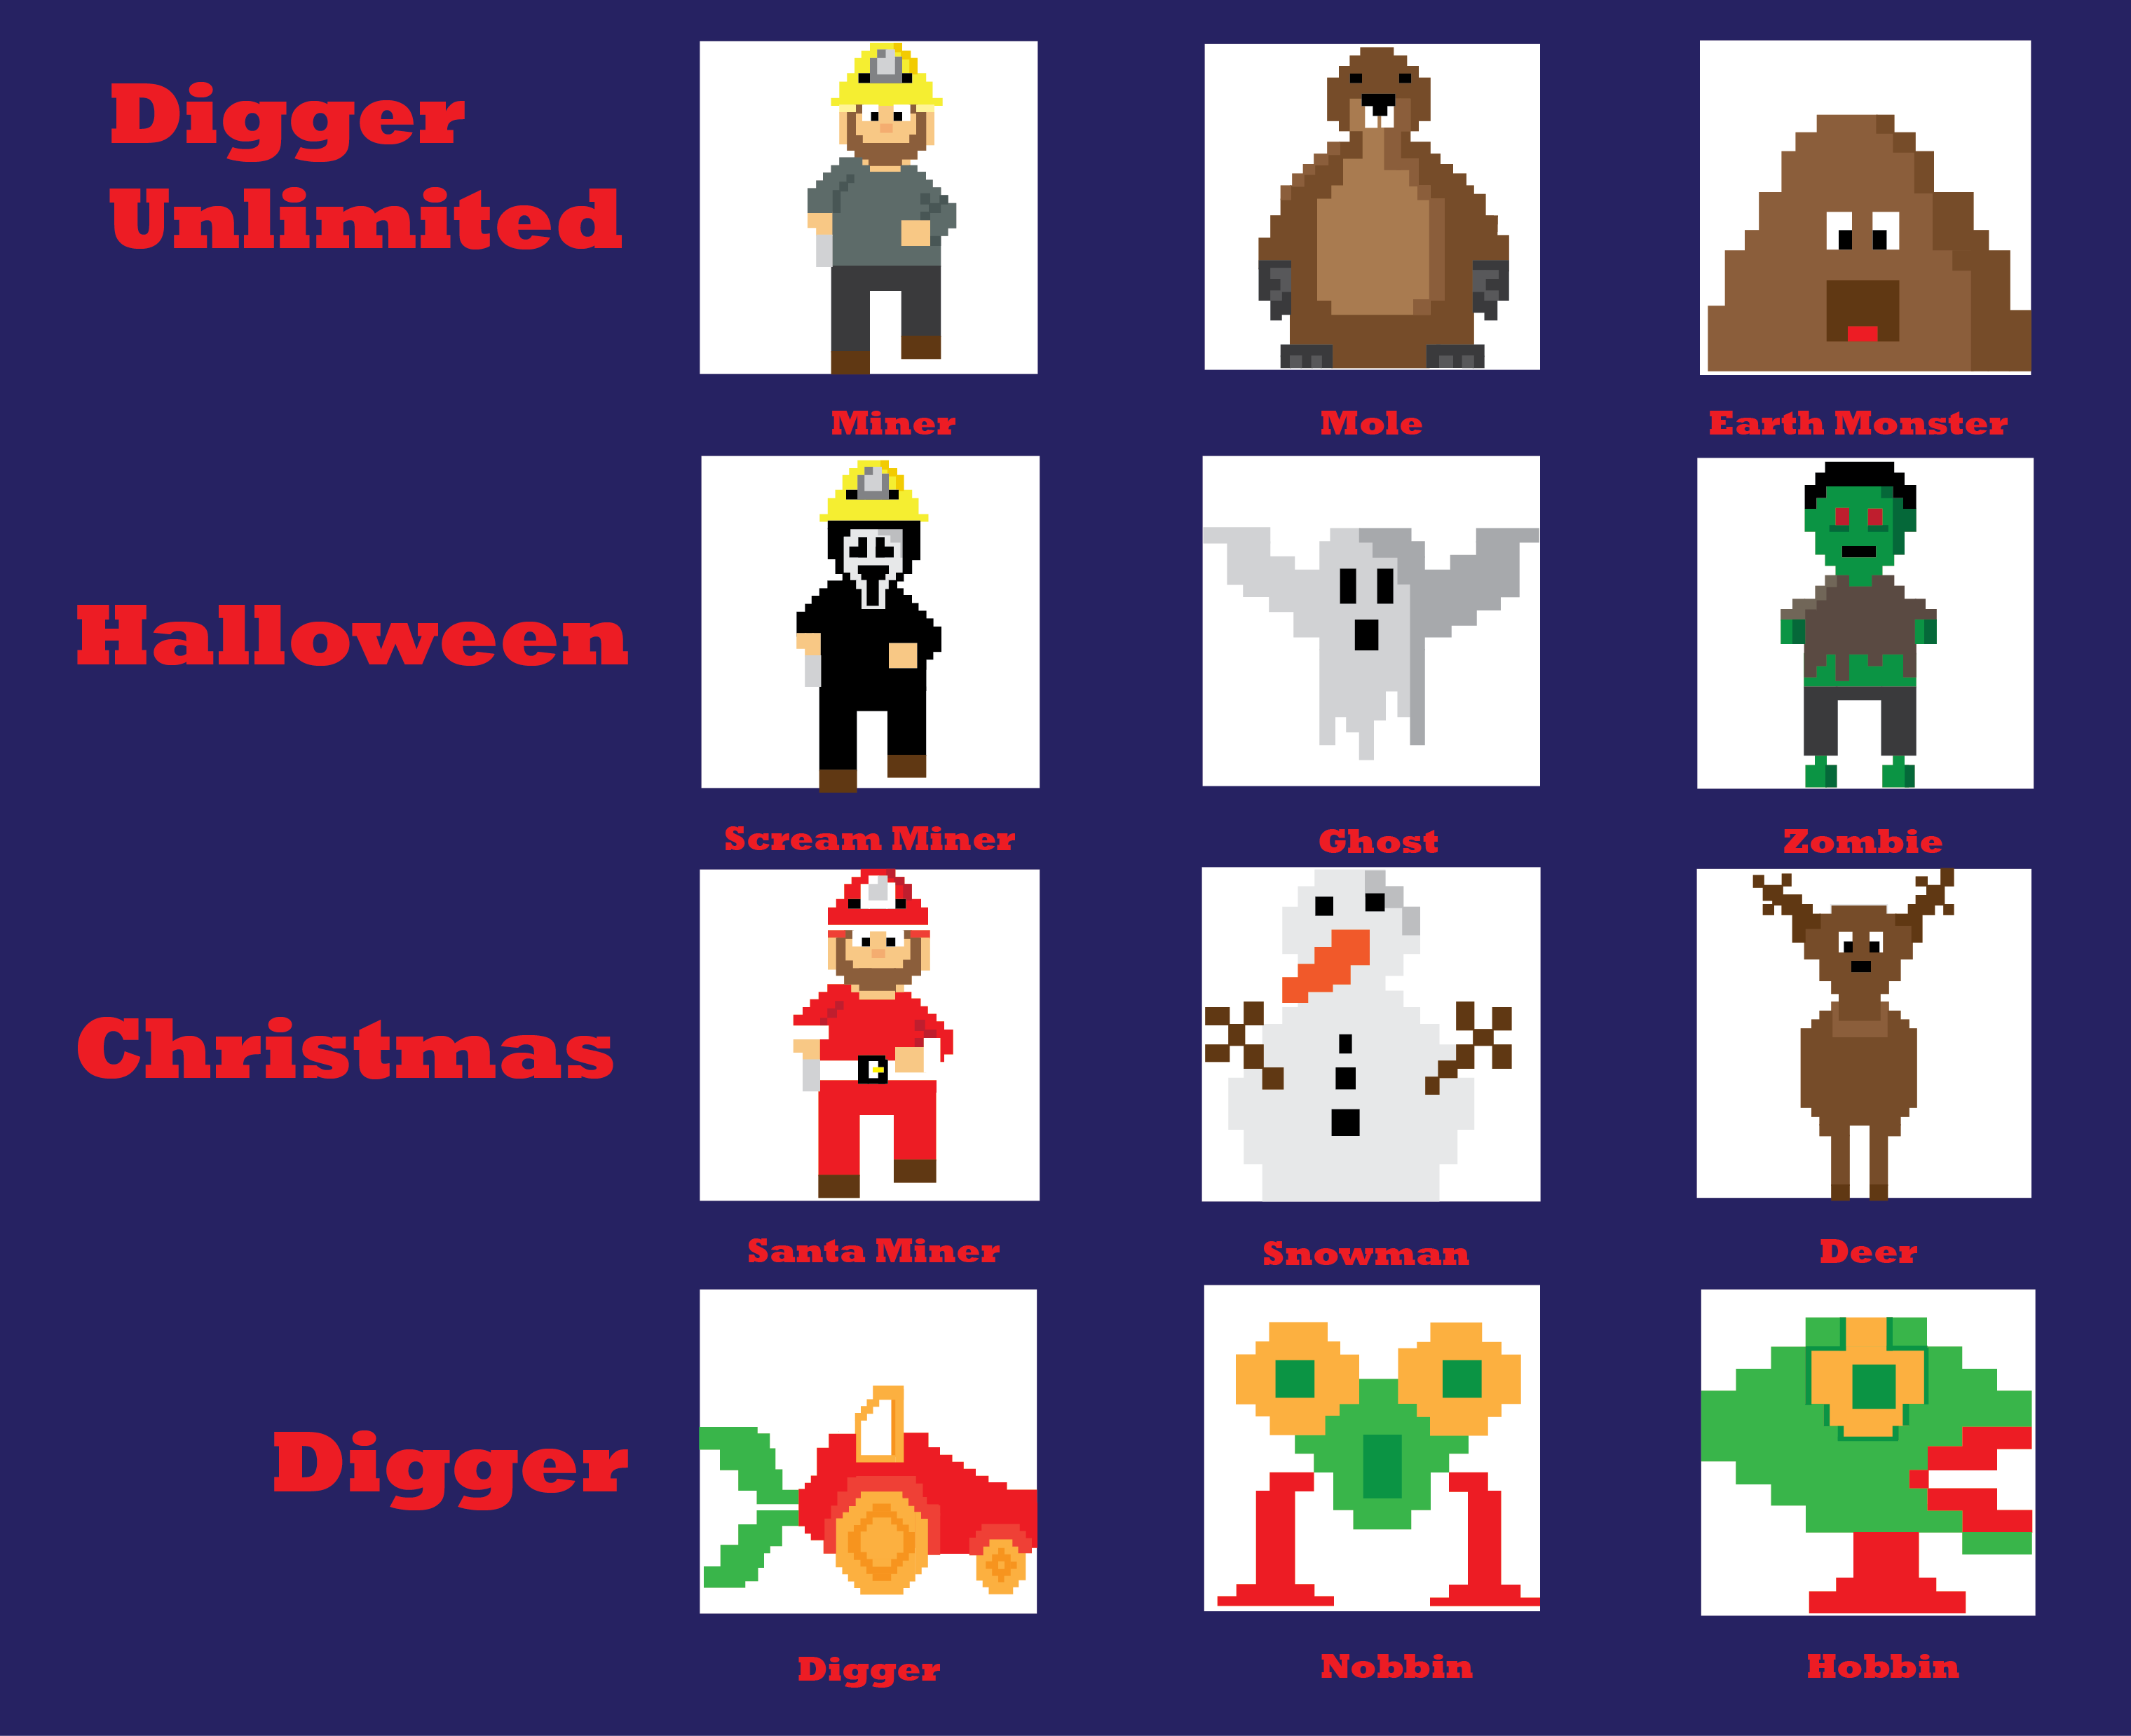 Digger
Unlimited
Miner
Mole
Earth Monster
Halloween
Scream Miner
Ghost
Zombie
Christmas
Santa Miner
Snowman
Deer
Digger
Digger
Nobbin
Hobbin